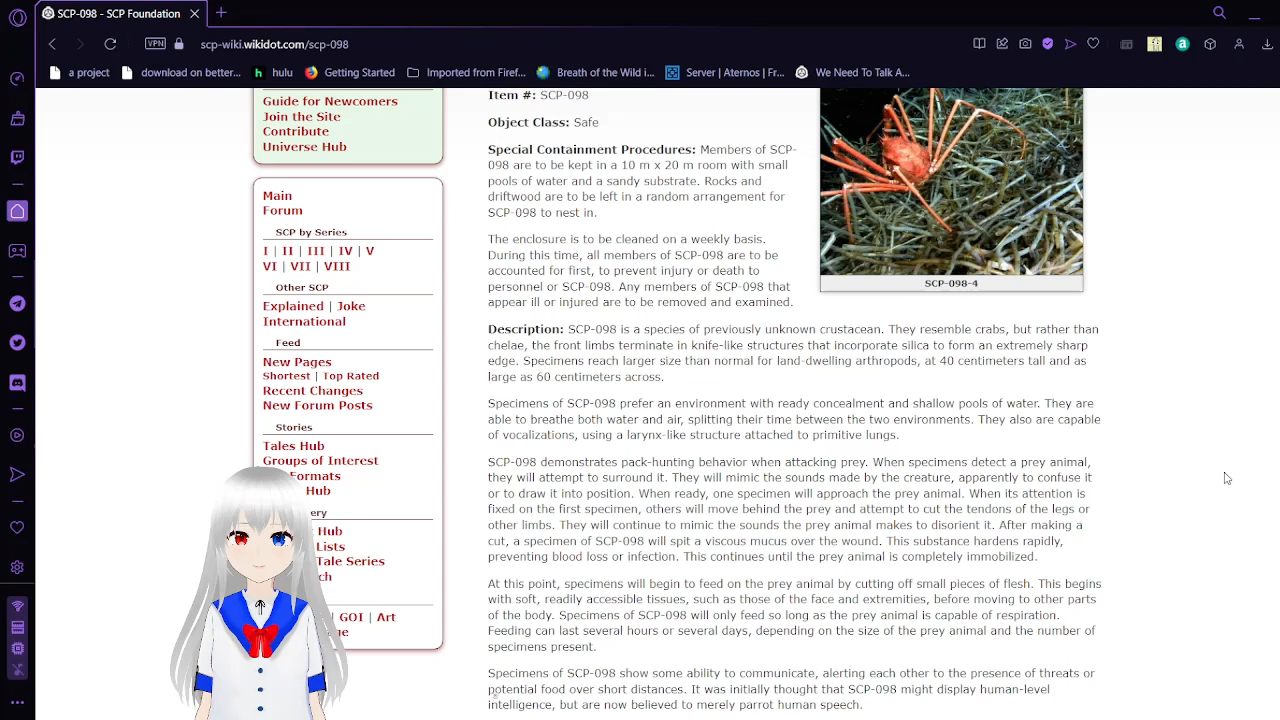 SCP-098 - SCP Foundation
VPN
scp-wiki.wikidot.com/scp-098
a project
download on better...
hulu
Getting Started
Imported from Firef...
Breath of the Wild i...
Server | Aternos | Fr...
We Need To Talk A...
Guide for Newcomers
Join the Site
Contribute
Universe Hub
Main
Forum
SCP by Series
I | II | III | IV | V
VI | VII | VIII
Other SCP
Explained | Joke
International
Feed
New Pages
Shortest | Top Rated
Recent Changes
New Forum Posts
Stories
Tales Hub
Groups of Interest
Formats
Hub
ery
Hub
Lists
Tale Series
ch
GOI | Art
ge
Item #: SCP-098
Object Class: Safe
Special Containment Procedures: Members of SCP-
098 are to be kept in a 10 m x 20 m room with small
pools of water and a sandy substrate. Rocks and
driftwood are to be left in a random arrangement for
SCP-098 to nest in.
The enclosure is to be cleaned on a weekly basis.
During this time, all members of SCP-098 are to be
accounted for first, to prevent injury or death to
personnel or SCP-098. Any members of SCP-098 that
appear ill or injured are to be removed and examined.
SCP-098-4
Description: SCP-098 is a species of previously unknown crustacean. They resemble crabs, but rather than
chelae, the front limbs terminate in knife-like structures that incorporate silica to form an extremely sharp
edge. Specimens reach larger size than normal for land-dwelling arthropods, at 40 centimeters tall and as
large as 60 centimeters across.
Specimens of SCP-098 prefer an environment with ready concealment and shallow pools of water. They are
able to breathe both water and air, splitting their time between the two environments. They also are capable
of vocalizations, using a larynx-like structure attached to primitive lungs.
SCP-098 demonstrates pack-hunting behavior when attacking prey. When specimens detect a prey animal,
they will attempt to surround it. They will mimic the sounds made by the creature, apparently to confuse it
or to draw it into position. When ready, one specimen will approach the prey animal. When its attention is
fixed on the first specimen, others will move behind the prey and attempt to cut the tendons of the legs or
other limbs. They will continue to mimic the sounds the prey animal makes to disorient it. After making a
cut, a specimen of SCP-098 will spit a viscous mucus over the wound. This substance hardens rapidly,
preventing blood loss or infection. This continues until the prey animal is completely immobilized.
At this point, specimens will begin to feed on the prey animal by cutting off small pieces of flesh. This begins
with soft, readily accessible tissues, such as those of the face and extremities, before moving to other parts
of the body. Specimens of SCP-098 will only feed so long as the prey animal is capable of respiration.
Feeding can last several hours or several days, depending on the size of the prey animal and the number of
specimens present.
Specimens of SCP-098 show some ability to communicate, alerting each other to the presence of threats or
potential food over short distances. It was initially thought that SCP-098 might display human-level
intelligence, but are now believed to merely parrot human speech.